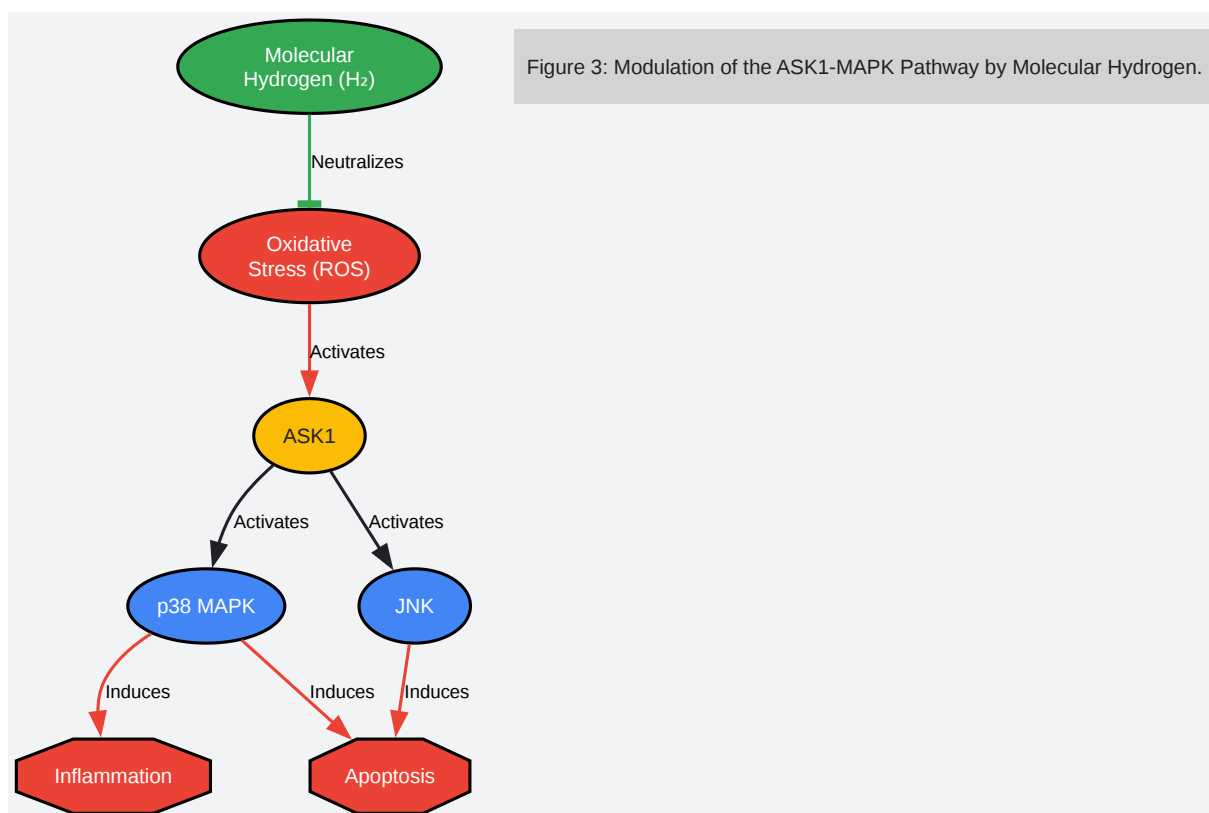 Molecular
Hydrogen (H₂)
Figure 3: Modulation of the ASK1-MAPK Pathway by Molecular Hydrogen.
Neutralizes
Oxidative
Stress (ROS)
Activates
ASK1
Activates
Activates
p38 MAPK
JNK
Induces
Induces
Induces
Inflammation
Apoptosis